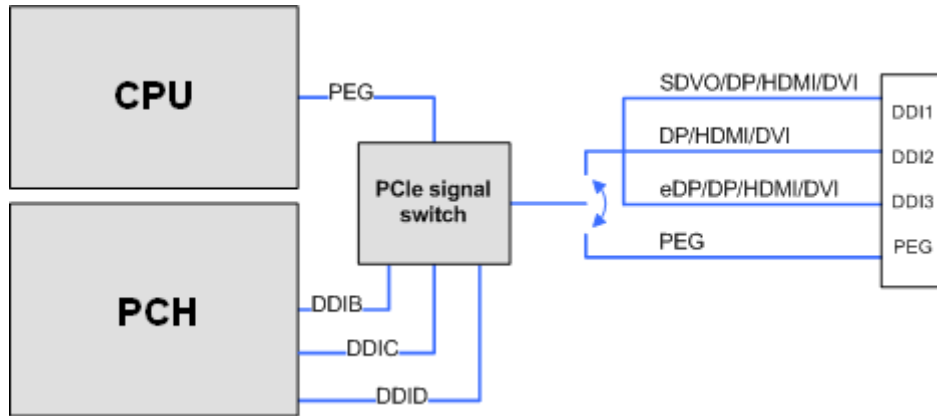 CPU
PEG
PCIe signal
switch
PCH
DDIB
DDIC
DDID
SDVO/DP/HDMI/DVI
DP/HDMI/DVI
eDP/DP/HDMI/DVI
PEG
DDI1
DDI2
DDI3
PEG